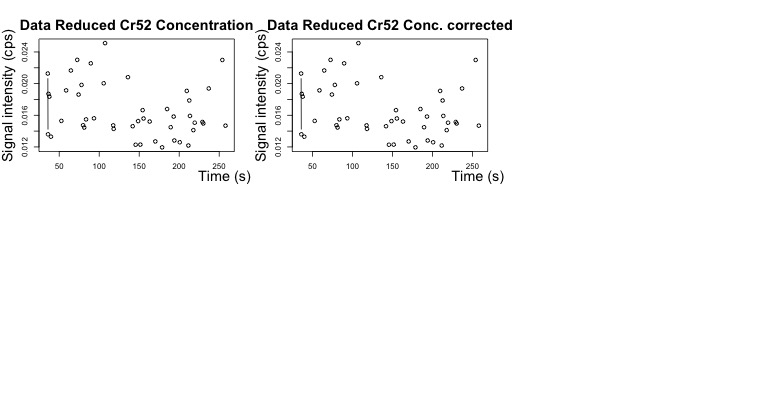 Data Reduced Cr52 Concentration
Signal intensity (cps)
0.012 0.016 0.020 0.024
50 100 150 200 250
Time (s)
Data Reduced Cr52 Conc. corrected
Signal intensity (cps)
0.012 0.016 0.020 0.024
50 100 150 200 250
Time (s)